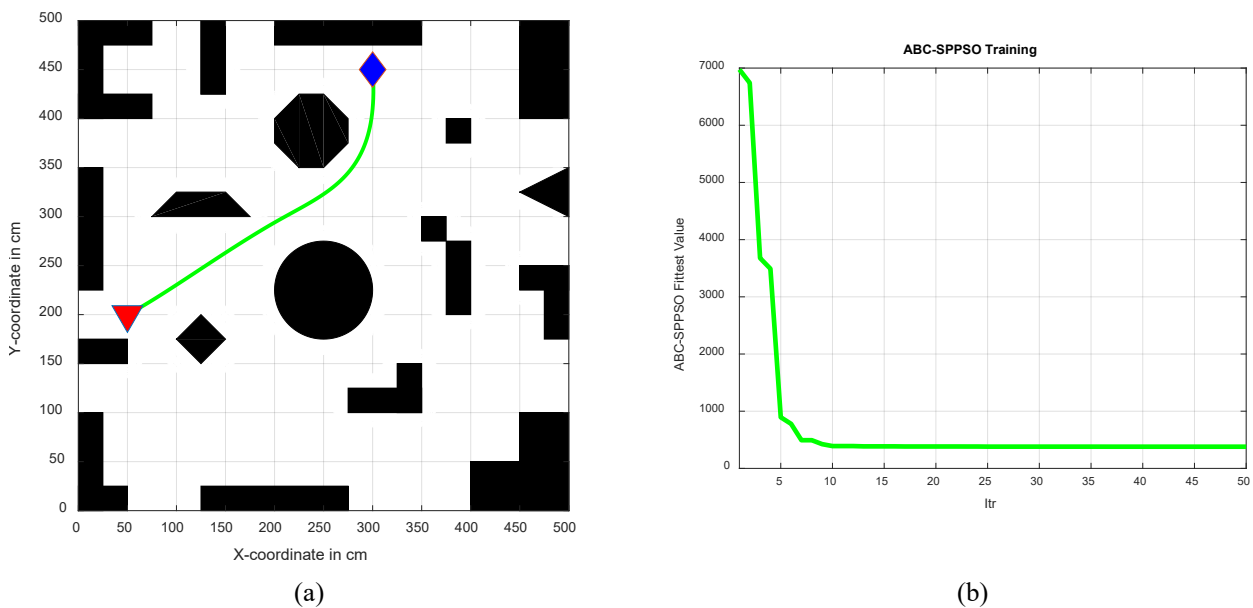 500
450
400
350
300
250
200
150
100
50
0
Y-coordinate in cm
0 50 100 150 200 250 300 350 400 450 500
X-coordinate in cm
(a)
ABC-SPPSO Training
7000
6000
5000
4000
3000
2000
1000
0
ABC-SPPSO Fittest Value
5 10 15 20 25 30 35 40 45 50
Itr
(b)